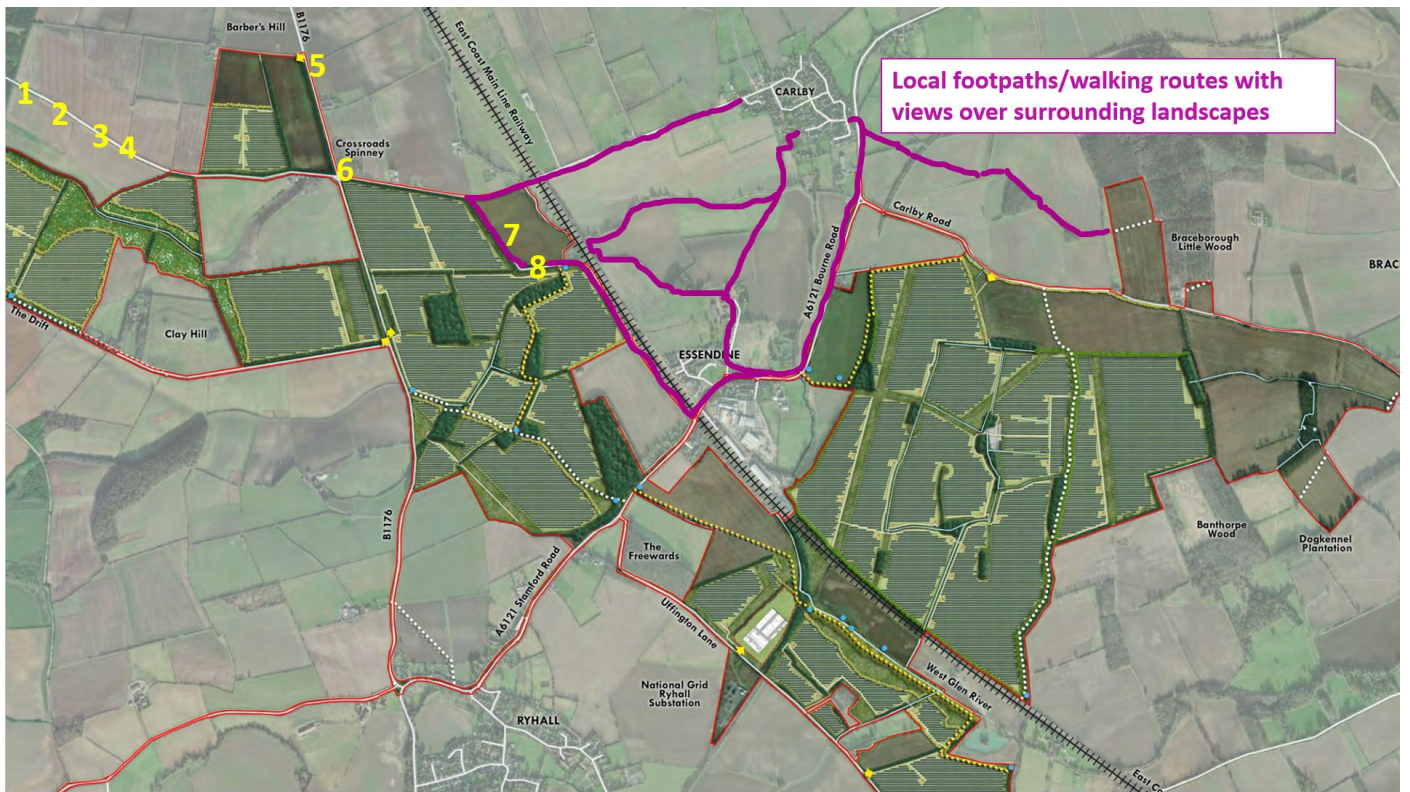 Barber's Hill
B1176
5
East Coast Main Line Railway
CARLBY
Local footpaths/walking routes with
views over surrounding landscapes
1
2
3
4
Crossroads
Spinney
6
Carlby Road
7
8
Braceborough
Little Wood
BRAC
A6121 Bourne Road
The Drift
Clay Hill
ESSENDINE
B1176
The
Freewards
Banthorpe
Wood
Dogkennel
Plantation
A6121 Stamford Road
Uffington Lane
National Grid
Ryhall
Substation
West Glen River
RYHALL
East Co